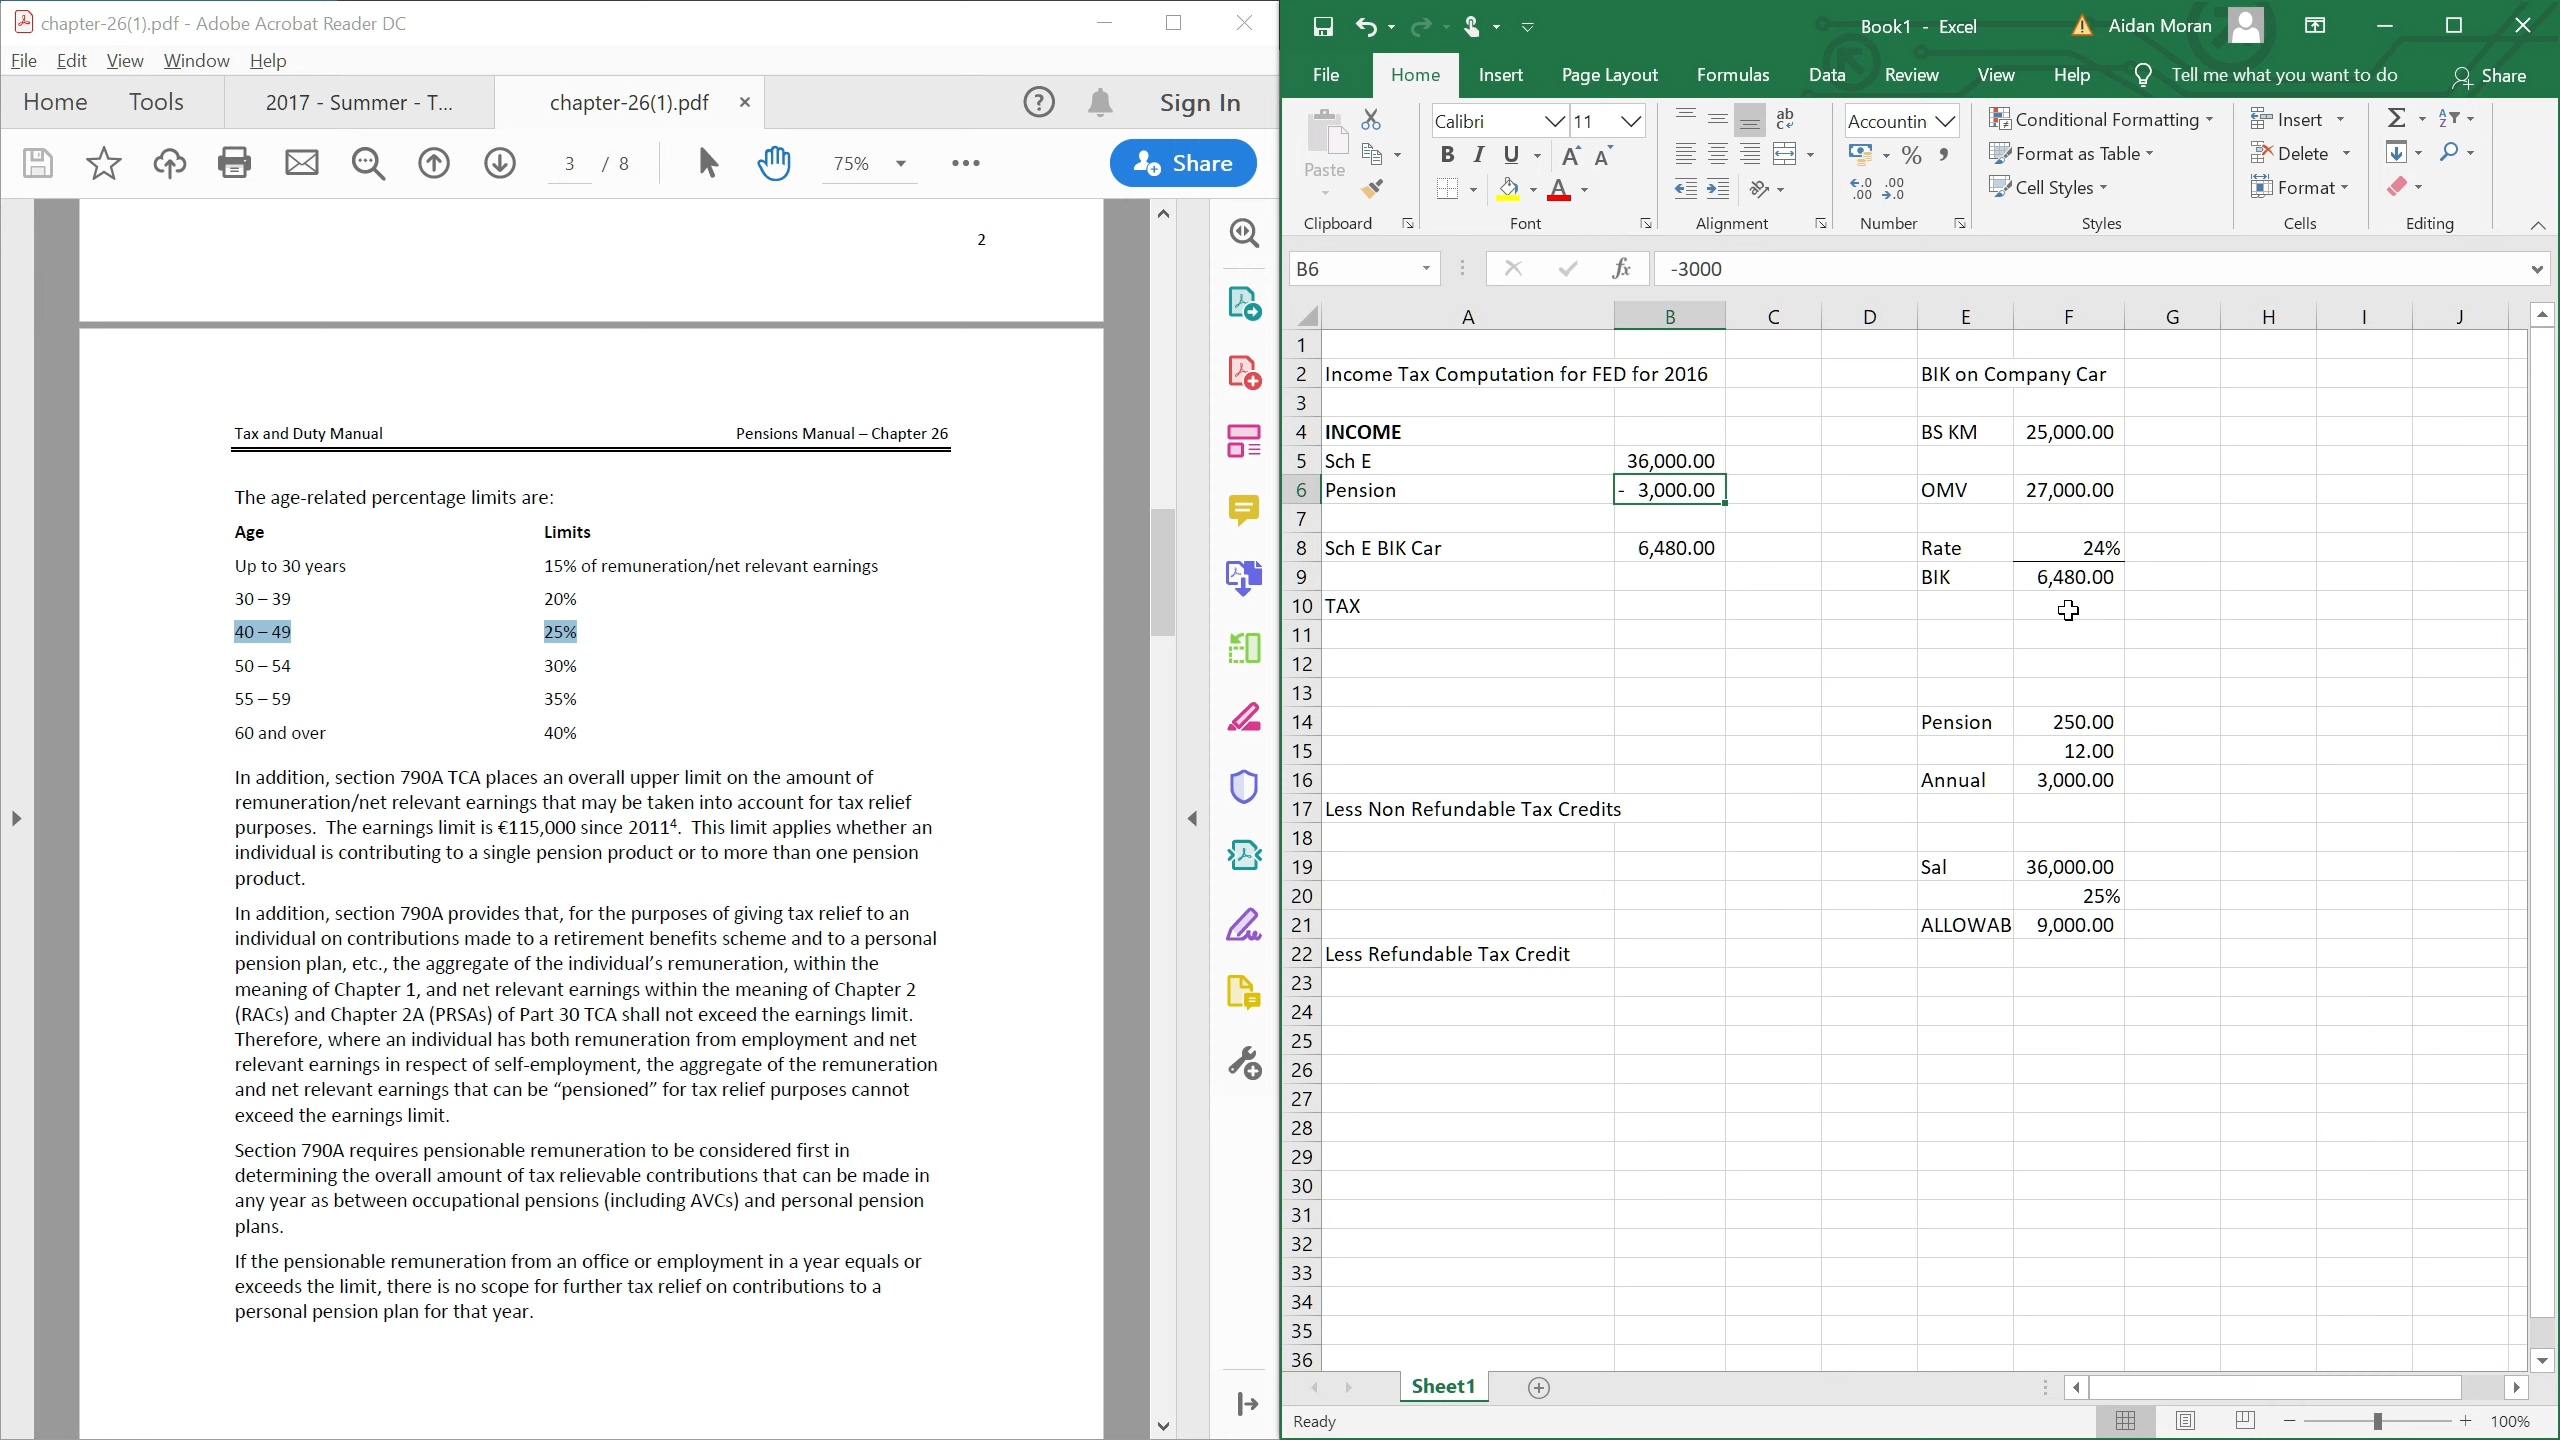 chapter-26(1).pdf - Adobe Acrobat Reader DC
File Edit View Window Help
Home Tools 2017 - Summer - T... chapter-26(1).pdf × Sign In
3 / 8 75% Share
2
Tax and Duty Manual Pensions Manual – Chapter 26
The age-related percentage limits are:
Age Limits
Up to 30 years 15% of remuneration/net relevant earnings
30 – 39 20%
40 – 49 25%
50 – 54 30%
55 – 59 35%
60 and over 40%
In addition, section 790A TCA places an overall upper limit on the amount of
remuneration/net relevant earnings that may be taken into account for tax relief
purposes. The earnings limit is €115,000 since 2011⁴. This limit applies whether an
individual is contributing to a single pension product or to more than one pension
product.
In addition, section 790A provides that, for the purposes of giving tax relief to an
individual on contributions made to a retirement benefits scheme and to a personal
pension plan, etc., the aggregate of the individual’s remuneration, within the
meaning of Chapter 1, and net relevant earnings within the meaning of Chapter 2
(RACs) and Chapter 2A (PRSAs) of Part 30 TCA shall not exceed the earnings limit.
Therefore, where an individual has both remuneration from employment and net
relevant earnings in respect of self-employment, the aggregate of the remuneration
and net relevant earnings that can be “pensioned” for tax relief purposes cannot
exceed the earnings limit.
Section 790A requires pensionable remuneration to be considered first in
determining the overall amount of tax relievable contributions that can be made in
any year as between occupational pensions (including AVCs) and personal pension
plans.
If the pensionable remuneration from an office or employment in a year equals or
exceeds the limit, there is no scope for further tax relief on contributions to a
personal pension plan for that year.
Book1 - Excel Aidan Moran
File Home Insert Page Layout Formulas Data Review View Help Tell me what you want to do Share
Paste
Calibri 11
B I U A A
ab
Accountin
% ,
Conditional Formatting
Format as Table
Cell Styles
Insert
Delete
Format
Clipboard Font Alignment Number Styles Cells Editing
B6 fx -3000
A B C D E F G H I J
1
2 Income Tax Computation for FED for 2016 BIK on Company Car
3
4 INCOME BS KM 25,000.00
5 Sch E 36,000.00
6 Pension - 3,000.00 OMV 27,000.00
7
8 Sch E BIK Car 6,480.00 Rate 24%
9 BIK 6,480.00
10 TAX
11
12
13
14 Pension 250.00
15 12.00
16 Annual 3,000.00
17 Less Non Refundable Tax Credits
18
19 Sal 36,000.00
20 25%
21 ALLOWAB 9,000.00
22 Less Refundable Tax Credit
23
24
25
26
27
28
29
30
31
32
33
34
35
36
Sheet1
Ready 100%